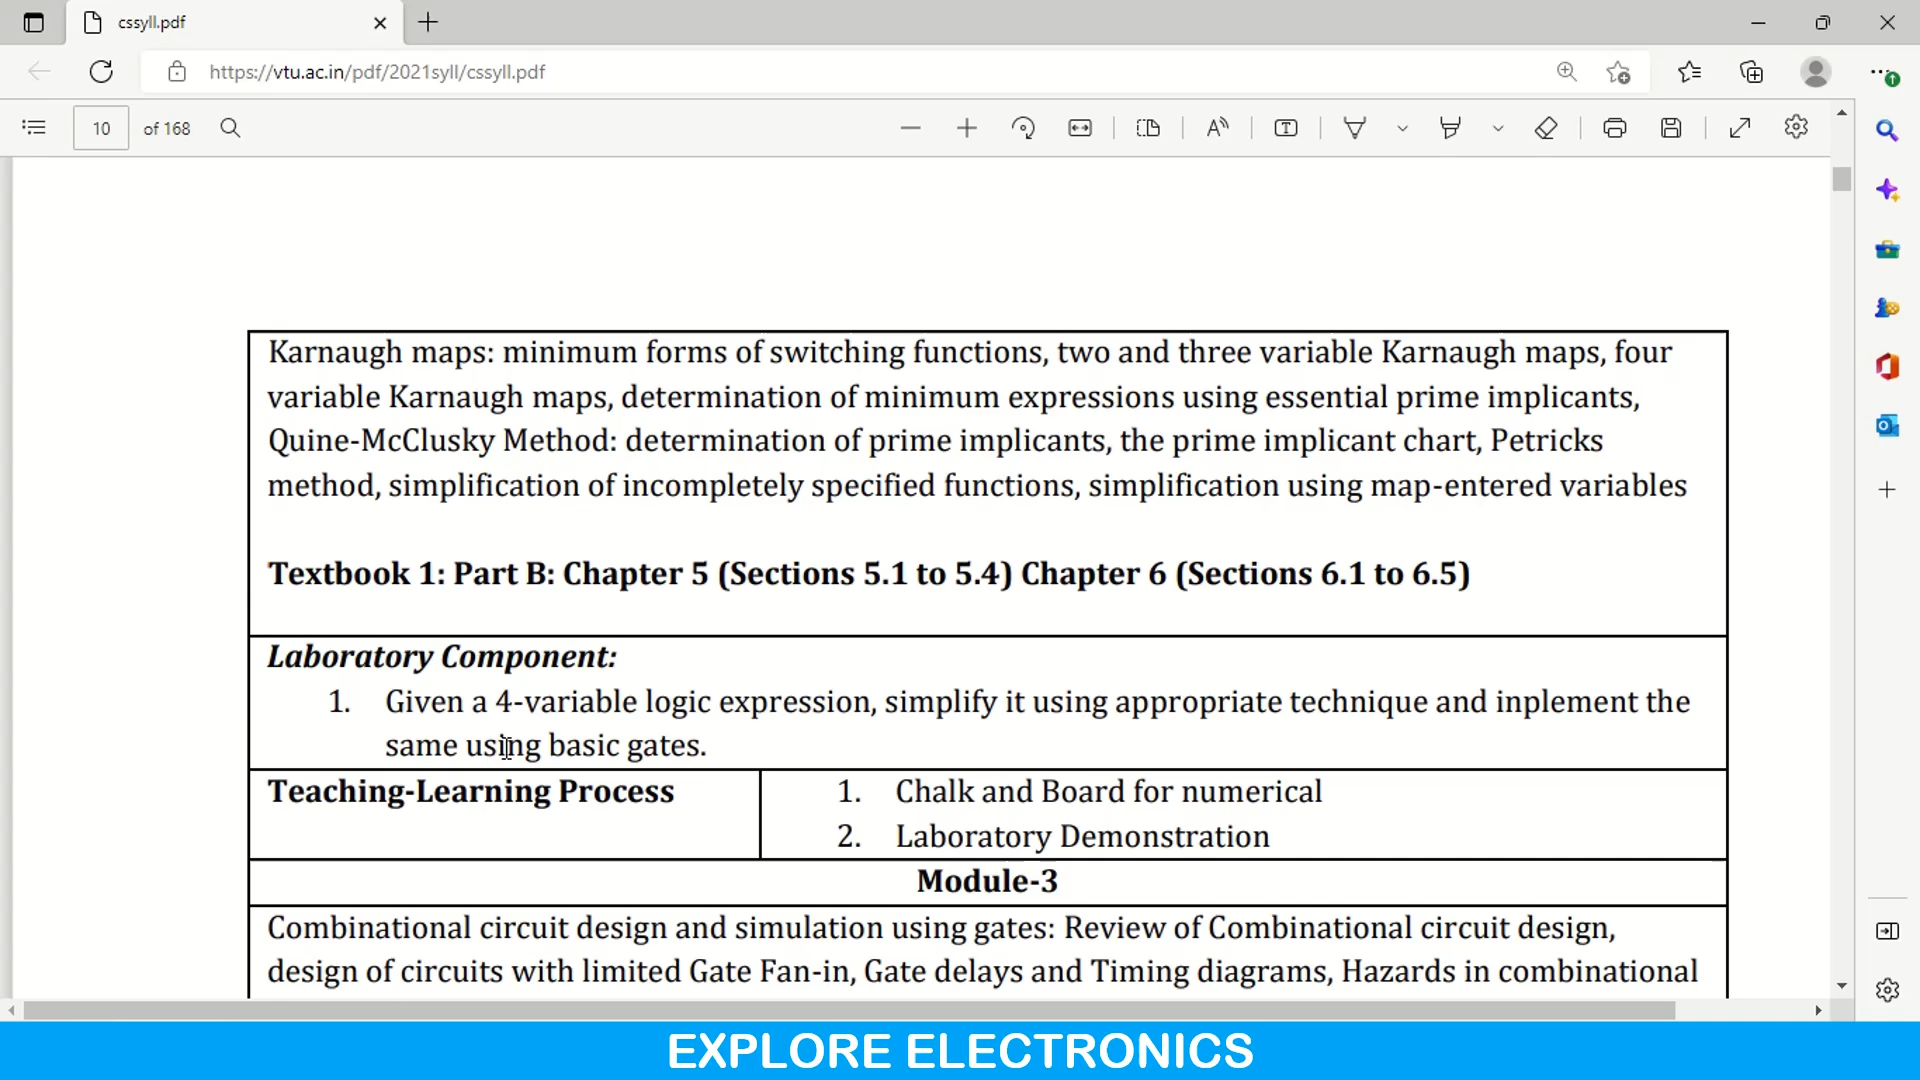 cssyll.pdf
https://vtu.ac.in/pdf/2021syll/cssyll.pdf
10 of 168
Karnaugh maps: minimum forms of switching functions, two and three variable Karnaugh maps, four
variable Karnaugh maps, determination of minimum expressions using essential prime implicants,
Quine-McClusky Method: determination of prime implicants, the prime implicant chart, Petricks
method, simplification of incompletely specified functions, simplification using map-entered variables
Textbook 1: Part B: Chapter 5 (Sections 5.1 to 5.4) Chapter 6 (Sections 6.1 to 6.5)
Laboratory Component:
1. Given a 4-variable logic expression, simplify it using appropriate technique and inplement the
same using basic gates.
Teaching-Learning Process
1. Chalk and Board for numerical
2. Laboratory Demonstration
Module-3
Combinational circuit design and simulation using gates: Review of Combinational circuit design,
design of circuits with limited Gate Fan-in, Gate delays and Timing diagrams, Hazards in combinational
EXPLORE ELECTRONICS